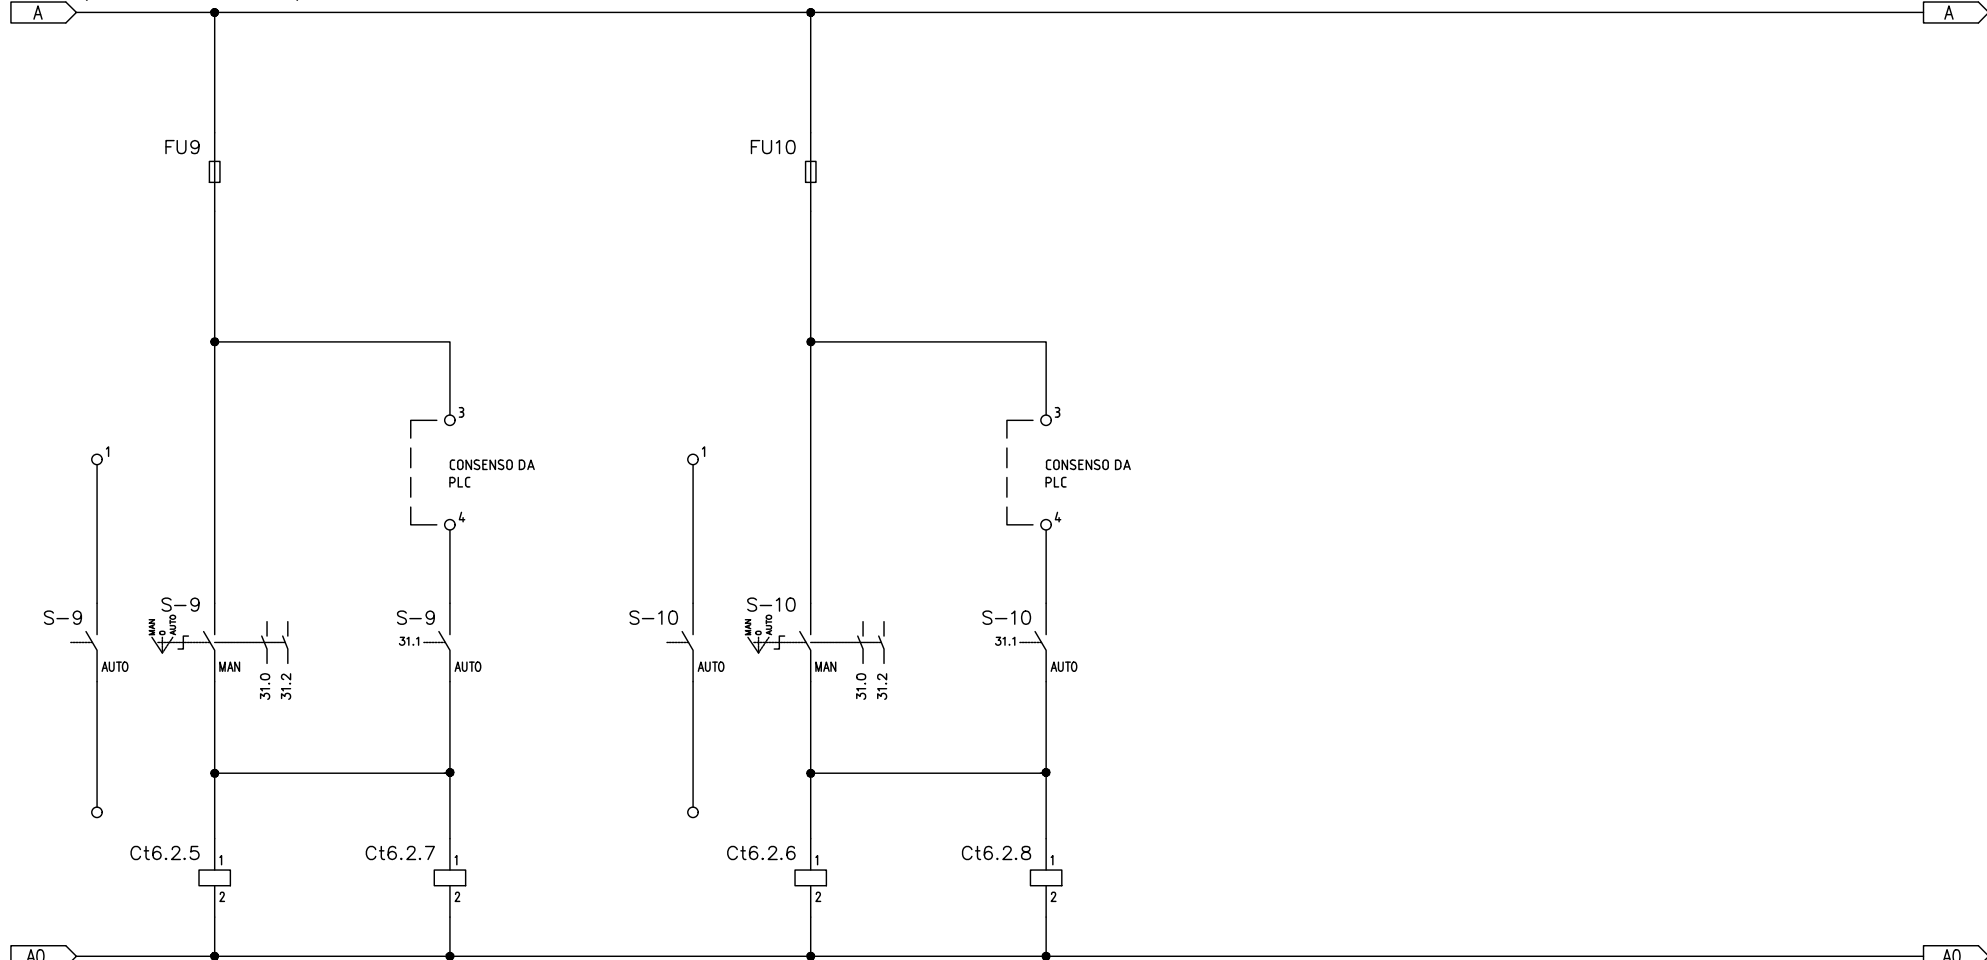 A
A
FU9
FU10
3
3
1
1
CONSENSO DA
PLC
CONSENSO DA
PLC
4
4
S-9
MAN
0
AUTO
S-9
S-9
S-10
MAN
0
AUTO
S-10
S-10
31.1
31.1
AUTO
MAN
AUTO
AUTO
MAN
AUTO
31.0
31.2
31.0
31.2
Ct6.2.5
1
Ct6.2.7
1
Ct6.2.6
1
Ct6.2.8
1
2
2
2
2
A0
A0